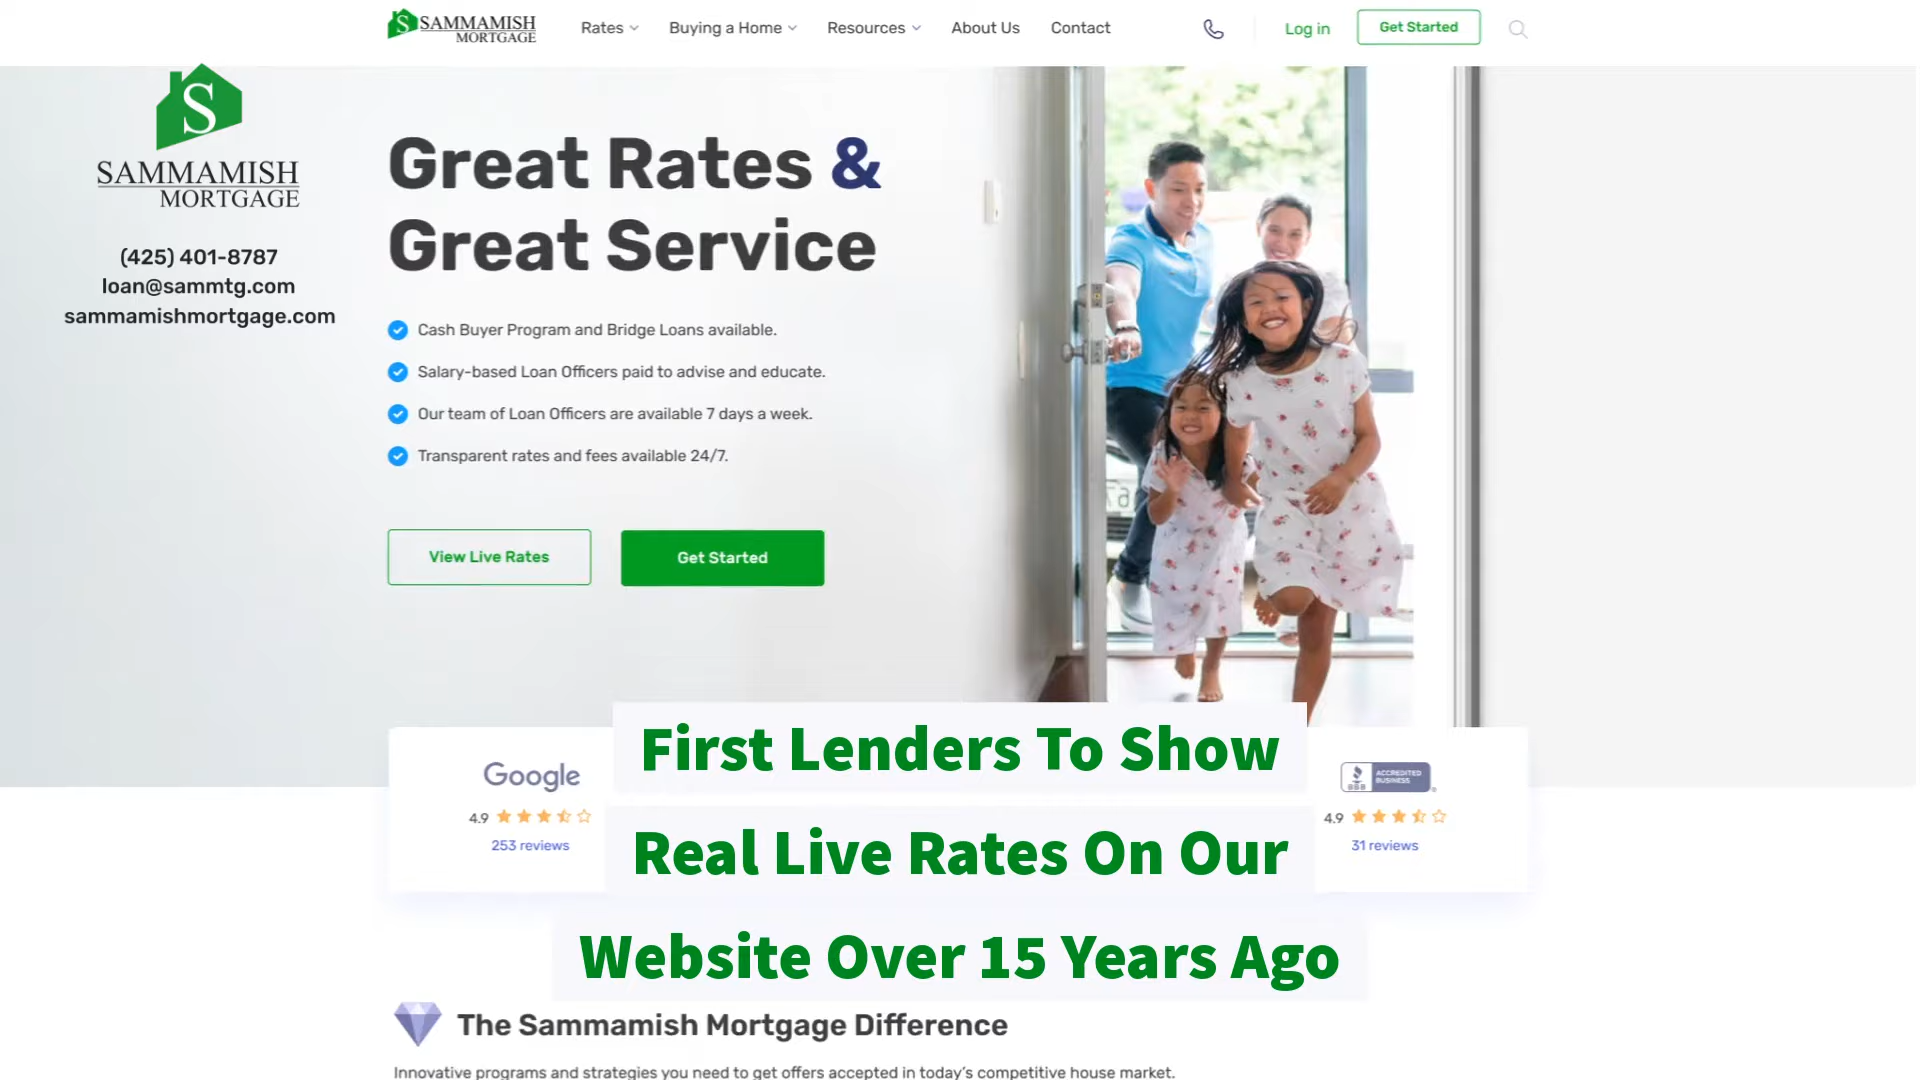 SAMMAMISH
MORTGAGE
Rates
Buying a Home
Resources
About Us
Contact
Log in
Get Started
S
SAMMAMISH
MORTGAGE
(425) 401-8787
loan@sammtg.com
sammamishmortgage.com
Great Rates &
Great Service
Cash Buyer Program and Bridge Loans available.
Salary-based Loan Officers paid to advise and educate.
Our team of Loan Officers are available 7 days a week.
Transparent rates and fees available 24/7.
View Live Rates
Get Started
First Lenders To Show
Real Live Rates On Our
Website Over 15 Years Ago
Google
4.9
253 reviews
BBB
ACCREDITED
BUSINESS
4.9
31 reviews
The Sammamish Mortgage Difference
Innovative programs and strategies you need to get offers accepted in today's competitive house market.